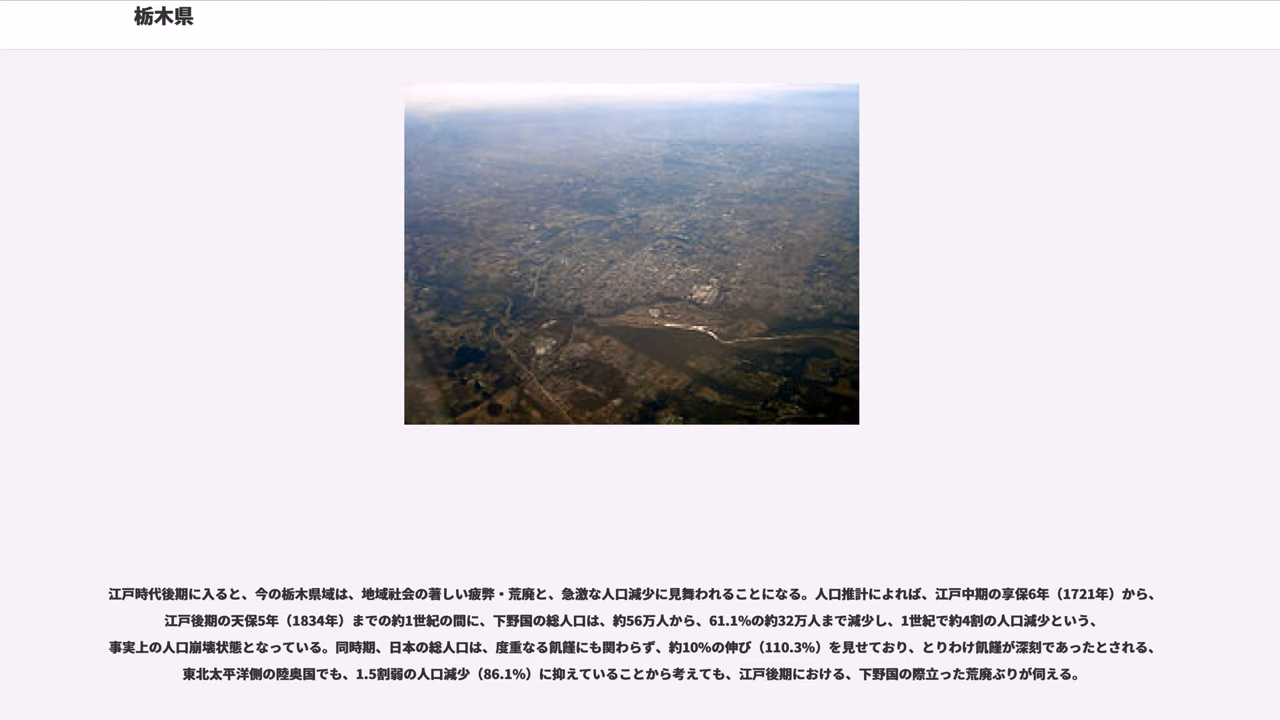 栃木県
江戸時代後期に入ると、今の栃木県域は、地域社会の著しい疲弊・荒廃と、急激な人口減少に見舞われることになる。人口推計によれば、江戸中期の享保6年（1721年）から、
江戸後期の天保5年（1834年）までの約1世紀の間に、下野国の総人口は、約56万人から、61.1%の約32万人まで減少し、1世紀で約4割の人口減少という、
事実上の人口崩壊状態となっている。同時期、日本の総人口は、度重なる飢饉にも関わらず、約10%の伸び（110.3%）を見せており、とりわけ飢饉が深刻であったとされる、
東北太平洋側の陸奥国でも、1.5割弱の人口減少（86.1%）に抑えていることから考えても、江戸後期における、下野国の際立った荒廃ぶりが伺える。